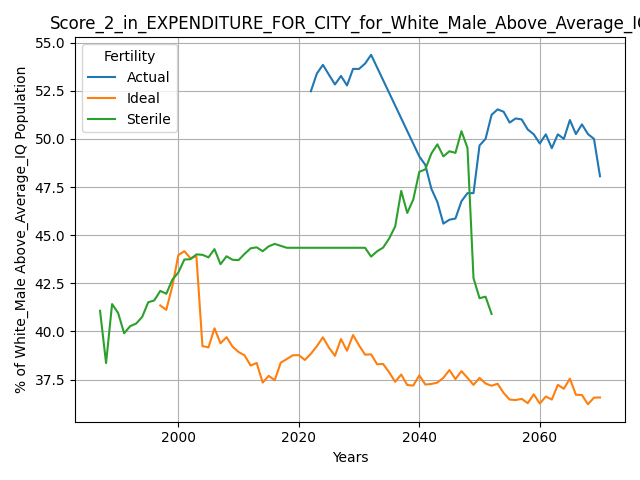 Score_2_in_EXPENDITURE_FOR_CITY_for_White_Male_Above_Average_IQ
55.0
52.5
50.0
47.5
45.0
42.5
40.0
37.5
% of White_Male Above_Average_IQ Population
Fertility
Actual
Ideal
Sterile
2000
2020
2040
2060
Years